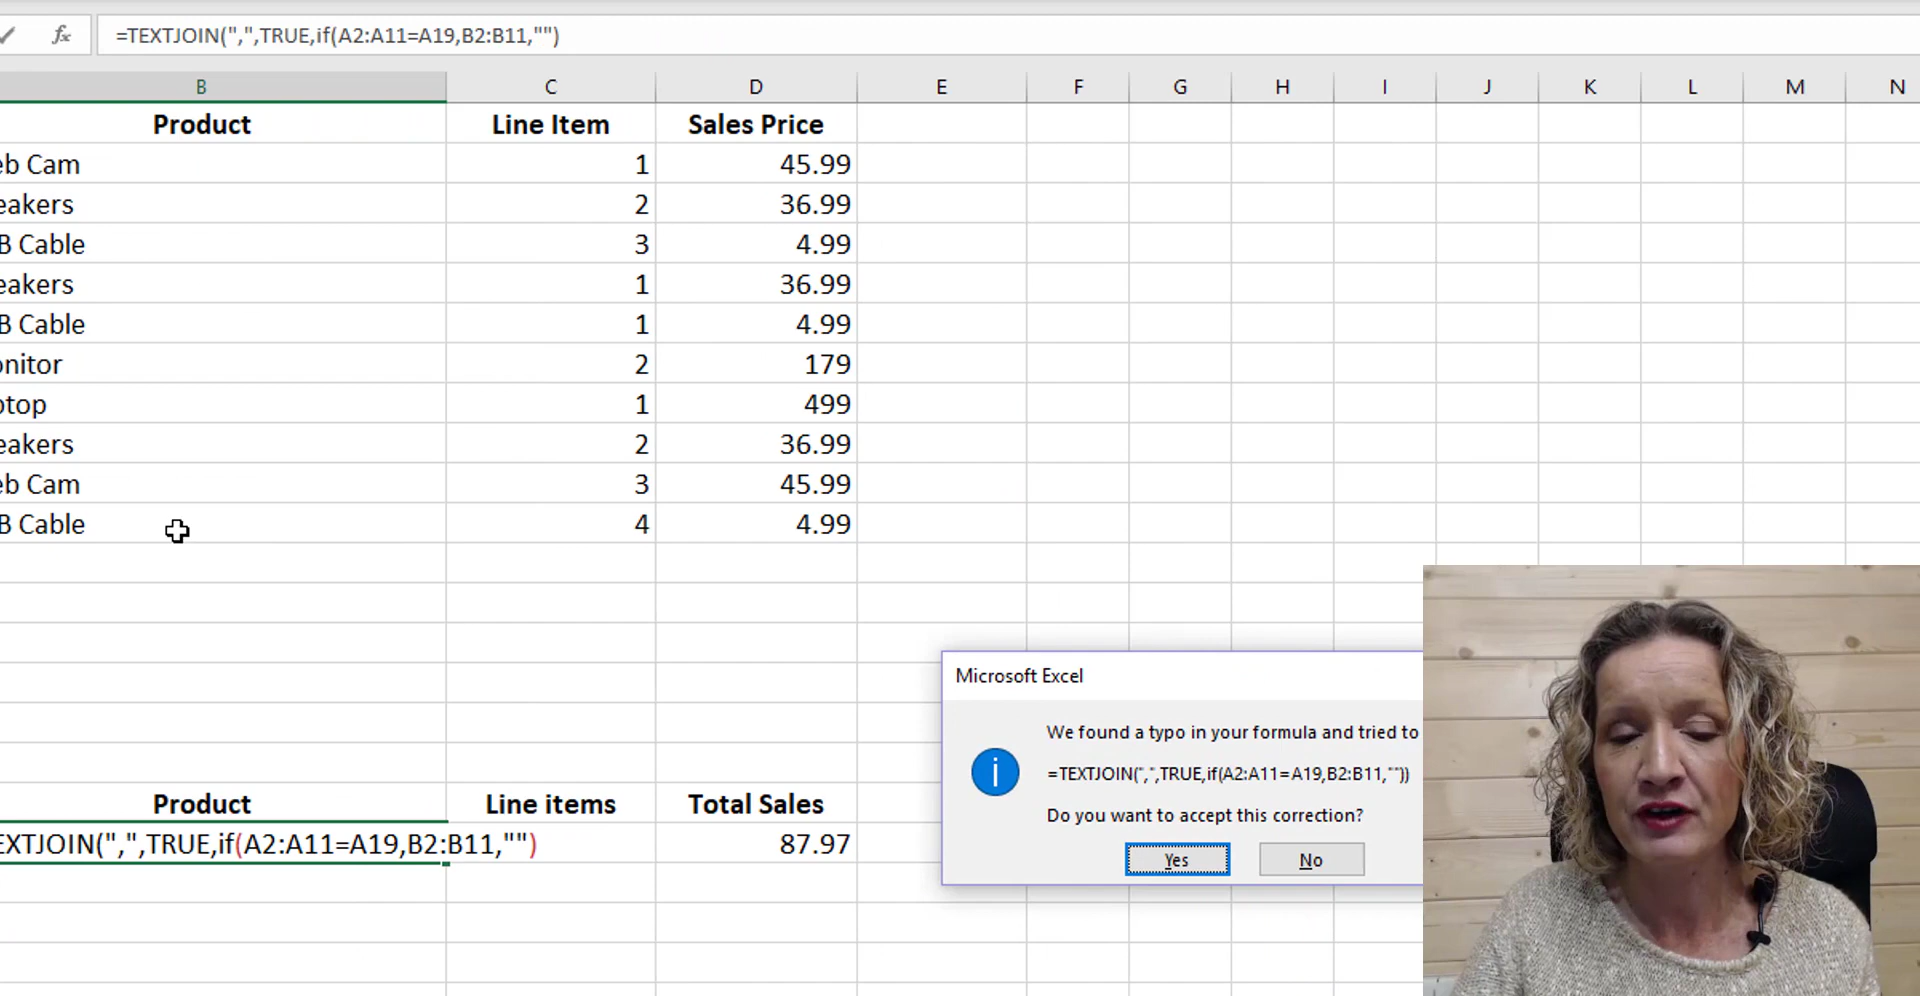 fx =TEXTJOIN(",",TRUE,if(A2:A11=A19,B2:B11,"")
B C D E F G H I J K L M N
Product Line Item Sales Price
eb Cam 1 45.99
eakers 2 36.99
B Cable 3 4.99
eakers 1 36.99
B Cable 1 4.99
onitor 2 179
ptop 1 499
eakers 2 36.99
eb Cam 3 45.99
B Cable 4 4.99
Microsoft Excel
We found a typo in your formula and tried to
=TEXTJOIN(",",TRUE,if(A2:A11=A19,B2:B11,""))
Do you want to accept this correction?
Yes No
Product Line items Total Sales
EXTJOIN(",",TRUE,if(A2:A11=A19,B2:B11,"") 87.97